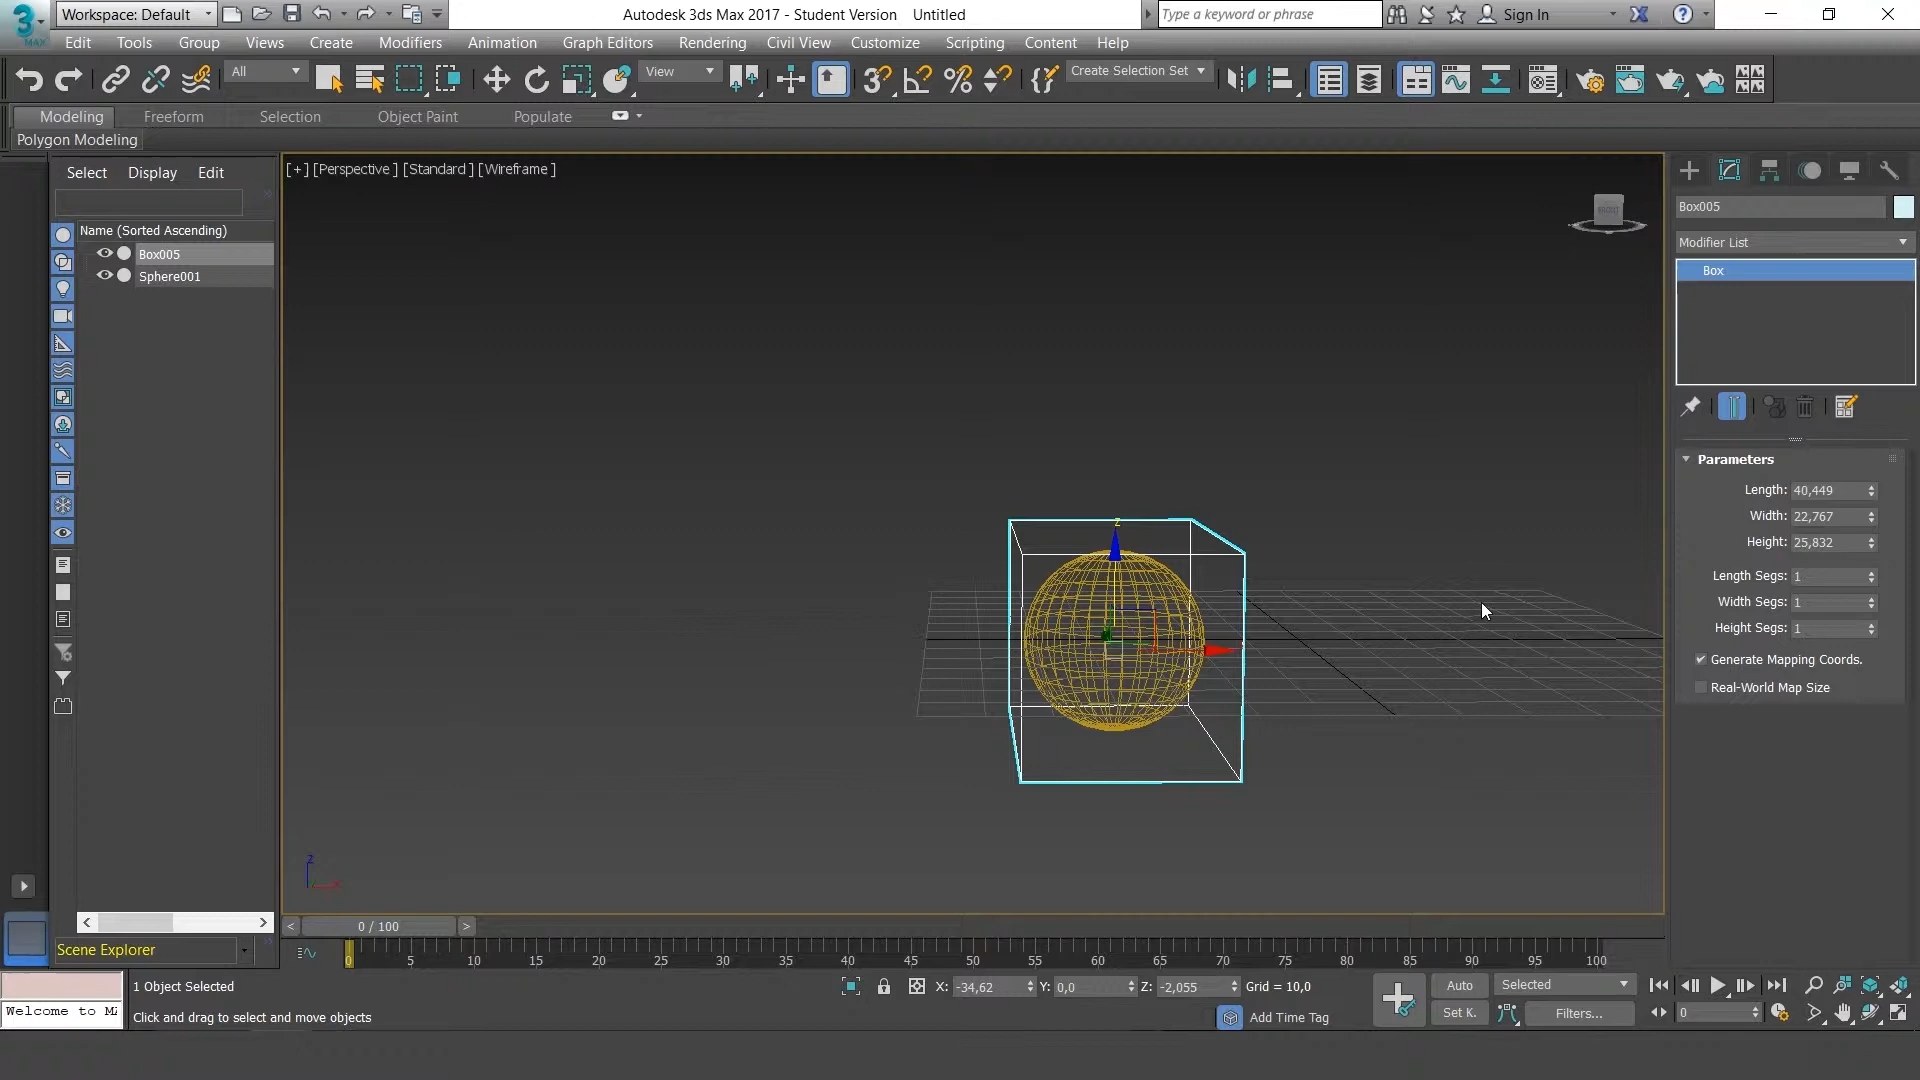 3 MAX Workspace: Default Autodesk 3ds Max 2017 - Student Version Untitled Type a keyword or phrase Sign In
Edit Tools Group Views Create Modifiers Animation Graph Editors Rendering Civil View Customize Scripting Content Help
All View Create Selection Set
Modeling Freeform Selection Object Paint Populate
Polygon Modeling
Select Display Edit
[+] [Perspective ] [Standard ] [Wireframe ]
FRONT
Box005
Name (Sorted Ascending)
Modifier List
Box005
Box
Sphere001
Parameters
Length: 40,449
Width: 22,767
Height: 25,832
Length Segs: 1
Width Segs: 1
Height Segs: 1
Generate Mapping Coords.
Real-World Map Size
z
z
x
0 / 100
Scene Explorer
0 5 10 15 20 25 30 35 40 45 50 55 60 65 70 75 80 85 90 95 100
1 Object Selected X: -34,62 Y: 0,0 Z: -2,055 Grid = 10,0 Auto Selected
Welcome to MA Click and drag to select and move objects Add Time Tag Set K. Filters... 0